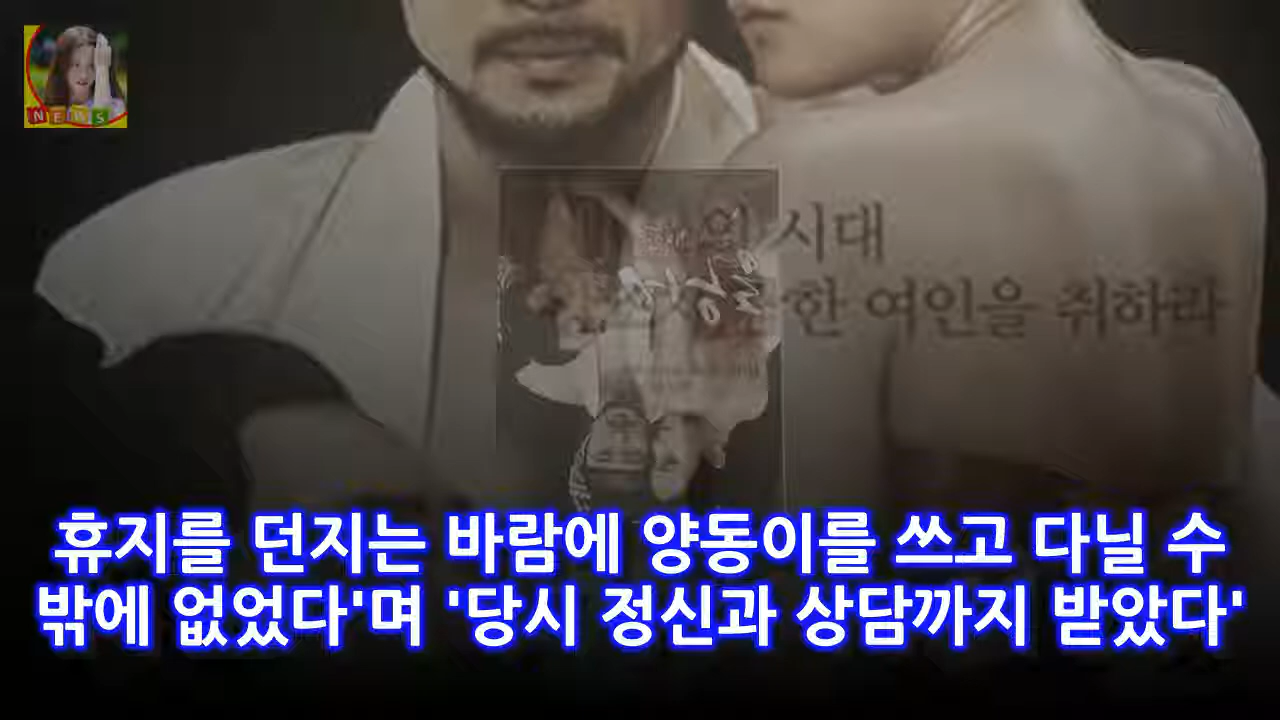 NEWS
시대
한 여인을 취하라
휴지를 던지는 바람에 양동이를 쓰고 다닐 수
밖에 없었다'며 '당시 정신과 상담까지 받았다'